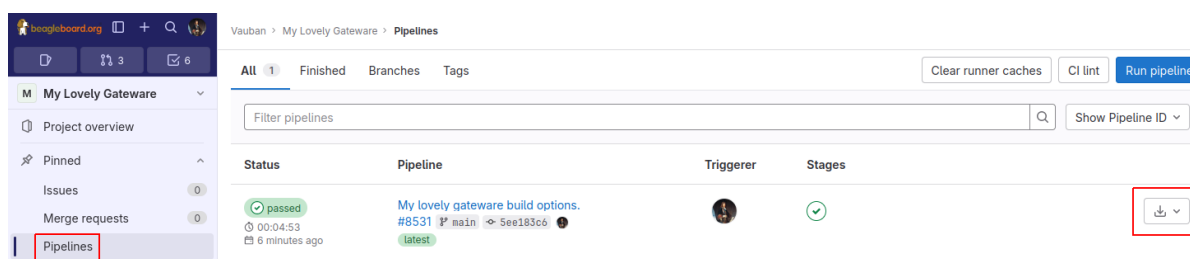 beagleboard.org
3
6
M My Lovely Gateware
Project overview
Pinned
Issues 0
Merge requests 0
Pipelines
Vauban > My Lovely Gateware > Pipelines
All 1 Finished Branches Tags
Clear runner caches CI lint Run pipeline
Filter pipelines
Show Pipeline ID
Status Pipeline Triggerer Stages
passed
00:04:53
6 minutes ago
My lovely gateware build options.
#8531 main 5ee183c6
latest